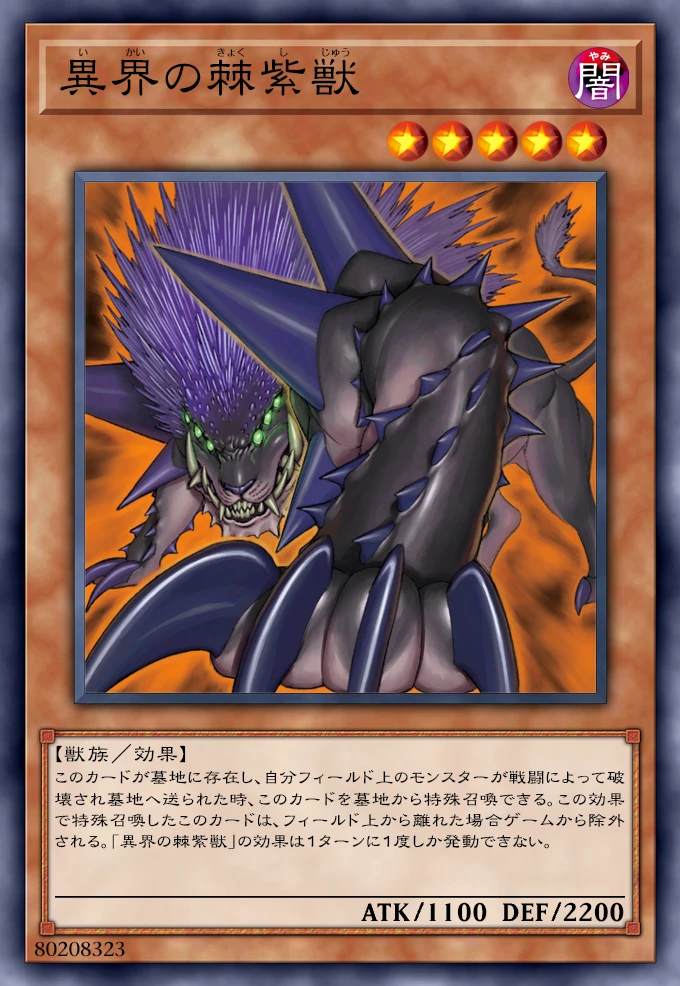 い かい きょく し じゅう
異界の棘紫獣
やみ
闇
【獣族／効果】
このカードが墓地に存在し、自分フィールド上のモンスターが戦闘によって破
壊され墓地へ送られた時、このカードを墓地から特殊召喚できる。この効果
で特殊召喚したこのカードは、フィールド上から離れた場合ゲームから除外
される。「異界の棘紫獣」の効果は1ターンに1度しか発動できない。
ATK/1100 DEF/2200
80208323